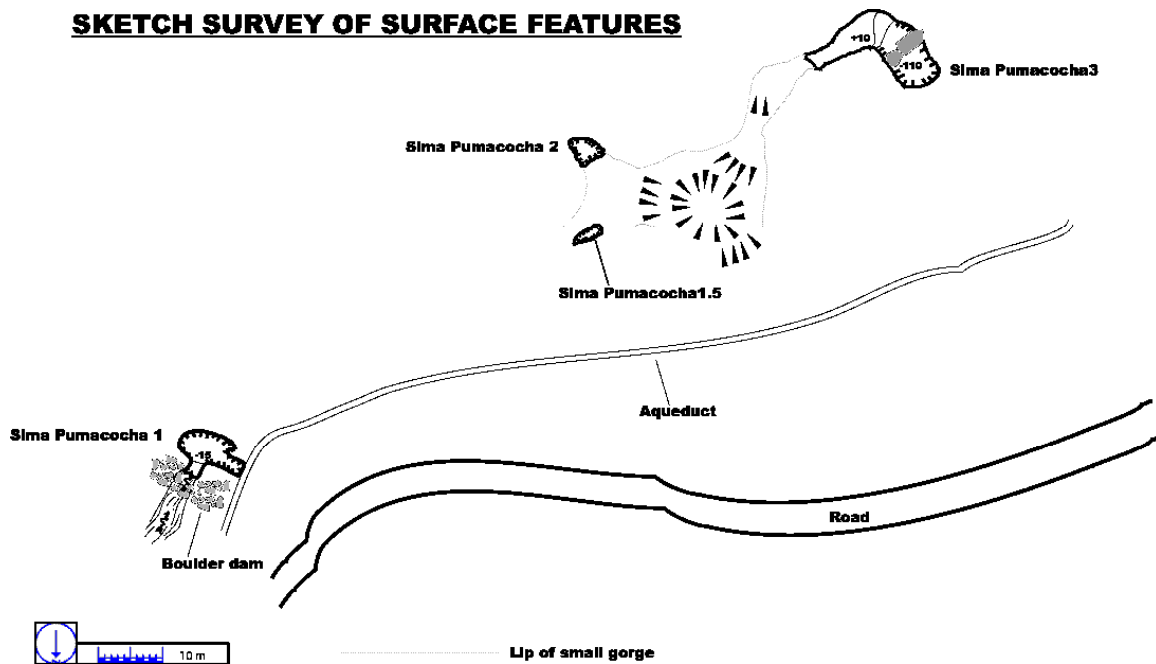 SKETCH SURVEY OF SURFACE FEATURES
+10
-110
Sima Pumacocha3
Sima Pumacocha 2
Sima Pumacocha1.5
Aqueduct
Sima Pumacocha 1
-15
Road
Boulder dam
10 m
Lip of small gorge